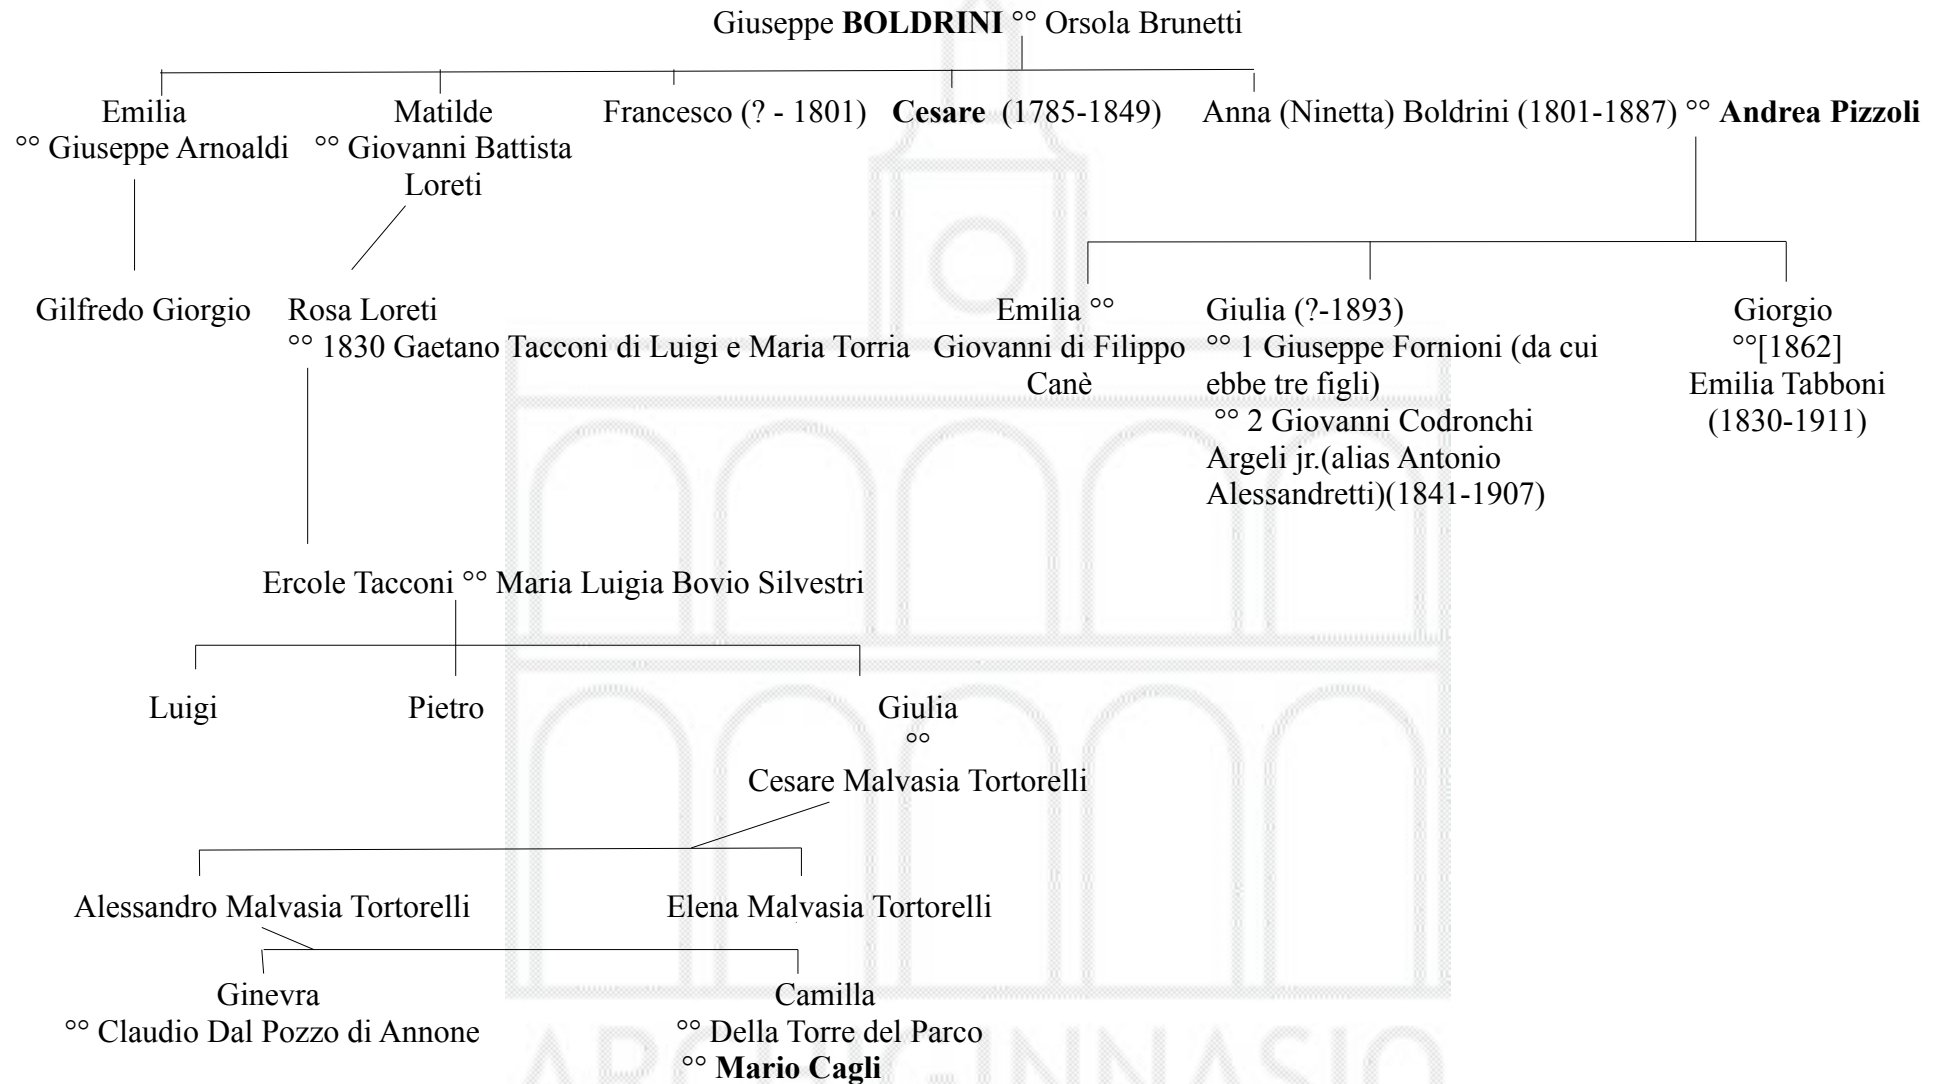 Giuseppe BOLDRINI °° Orsola Brunetti
Emilia
°° Giuseppe Arnoaldi
Matilde
°° Giovanni Battista
Loreti
Francesco (? - 1801)
Cesare (1785-1849)
Anna (Ninetta) Boldrini (1801-1887) °° Andrea Pizzoli
Gilfredo Giorgio
Rosa Loreti
°° 1830 Gaetano Tacconi di Luigi e Maria Torria
Emilia °°
Giovanni di Filippo
Canè
Giulia (?-1893)
°° 1 Giuseppe Fornioni (da cui
ebbe tre figli)
°° 2 Giovanni Codronchi
Argeli jr.(alias Antonio
Alessandretti)(1841-1907)
Giorgio
°°[1862]
Emilia Tabboni
(1830-1911)
Ercole Tacconi °° Maria Luigia Bovio Silvestri
Luigi
Pietro
Giulia
°°
Cesare Malvasia Tortorelli
Alessandro Malvasia Tortorelli
Elena Malvasia Tortorelli
Ginevra
°° Claudio Dal Pozzo di Annone
Camilla
°° Della Torre del Parco
°° Mario Cagli